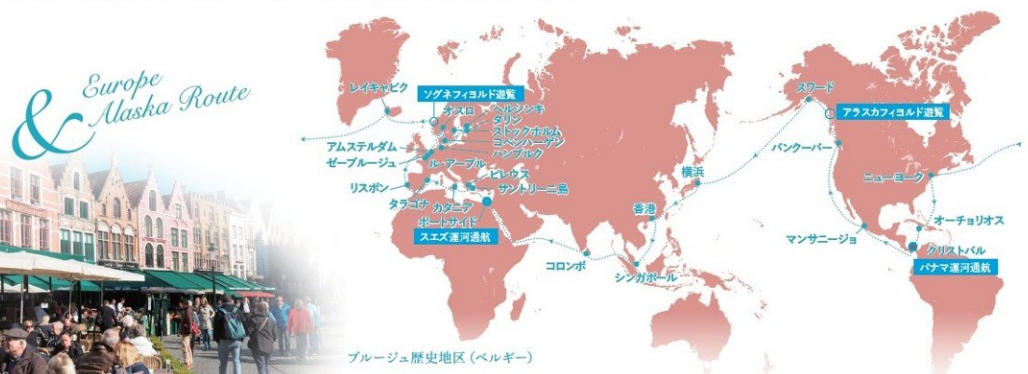 & Europe
Alaska Route
レイキャビク
ソグネフィヨルド遊覧
オスロ
ヘルシンキ
タリン
ストックホルム
コペンハーゲン
ハンブルク
アムステルダム
ゼーブルージュ
ル・アーブル
リスボン
ピレウス
サントリーニ島
タラゴナ
カタニア
ポートサイド
スエズ運河通航
コロンボ
シンガポール
香港
横浜
スワード
アラスカフィヨルド遊覧
バンクーバー
ニューヨーク
オーチョリオス
マンサニージョ
クリストバル
パナマ運河通航
ブルージュ歴史地区（ベルギー）